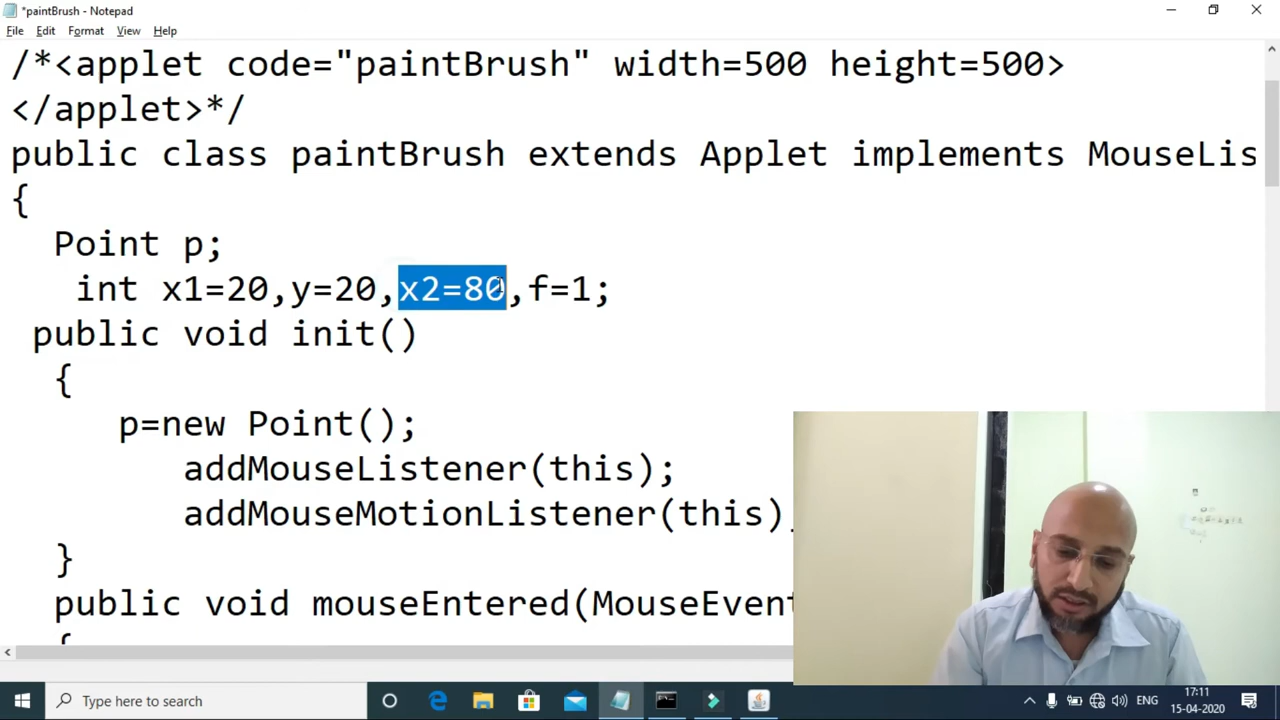 *paintBrush - Notepad
File Edit Format View Help
/*<applet code="paintBrush" width=500 height=500>
</applet>*/
public class paintBrush extends Applet implements MouseLis
{
Point p;
int x1=20,y=20,x2=80,f=1;
public void init()
{
p=new Point();
addMouseListener(this);
addMouseMotionListener(this)
}
public void mouseEntered(MouseEvent
{
Type here to search
ENG
17:11
15-04-2020